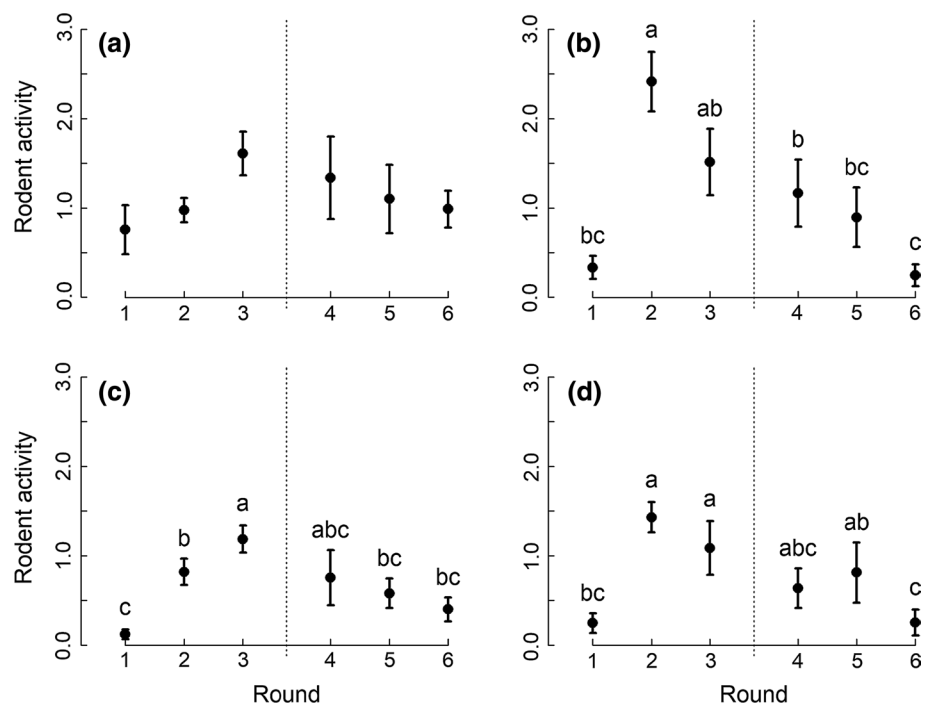 (a)
3.0
2.0
1.0
0.0
Rodent activity
1 2 3 4 5 6
(b)
3.0
2.0
1.0
0.0
bc a ab b bc c
1 2 3 4 5 6
(c)
3.0
2.0
1.0
0.0
Rodent activity
c b a abc bc bc
1 2 3 4 5 6
Round
(d)
3.0
2.0
1.0
0.0
bc a a abc ab c
1 2 3 4 5 6
Round